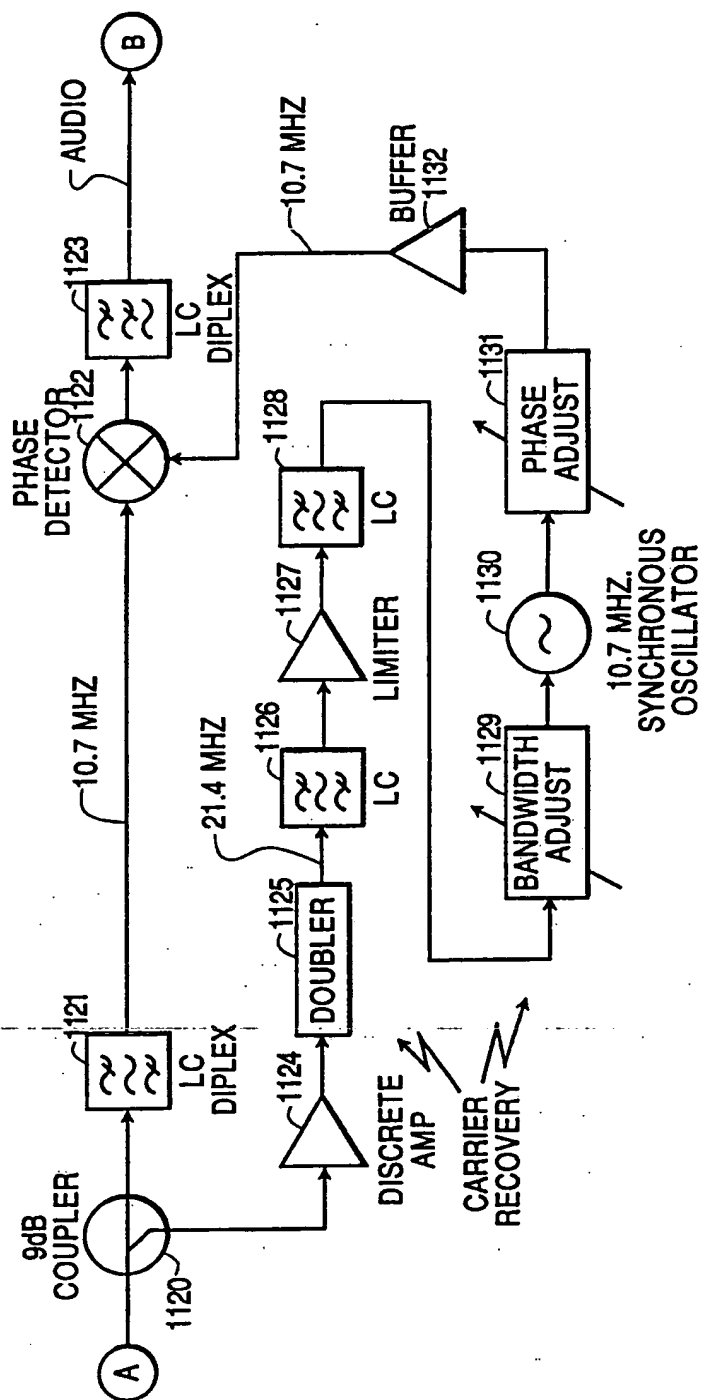 A
9dB
COUPLER
1120
1121
LC
DIPLEX
10.7 MHZ
PHASE
DETECTOR
1122
1123
LC
DIPLEX
AUDIO
B
DISCRETE
AMP
1124
DOUBLER
1125
21.4 MHZ
1126
LC
LIMITER
1127
1128
LC
10.7 MHZ
BUFFER
1132
CARRIER
RECOVERY
BANDWIDTH
ADJUST
1129
1130
10.7 MHZ.
SYNCHRONOUS
OSCILLATOR
PHASE
ADJUST
1131